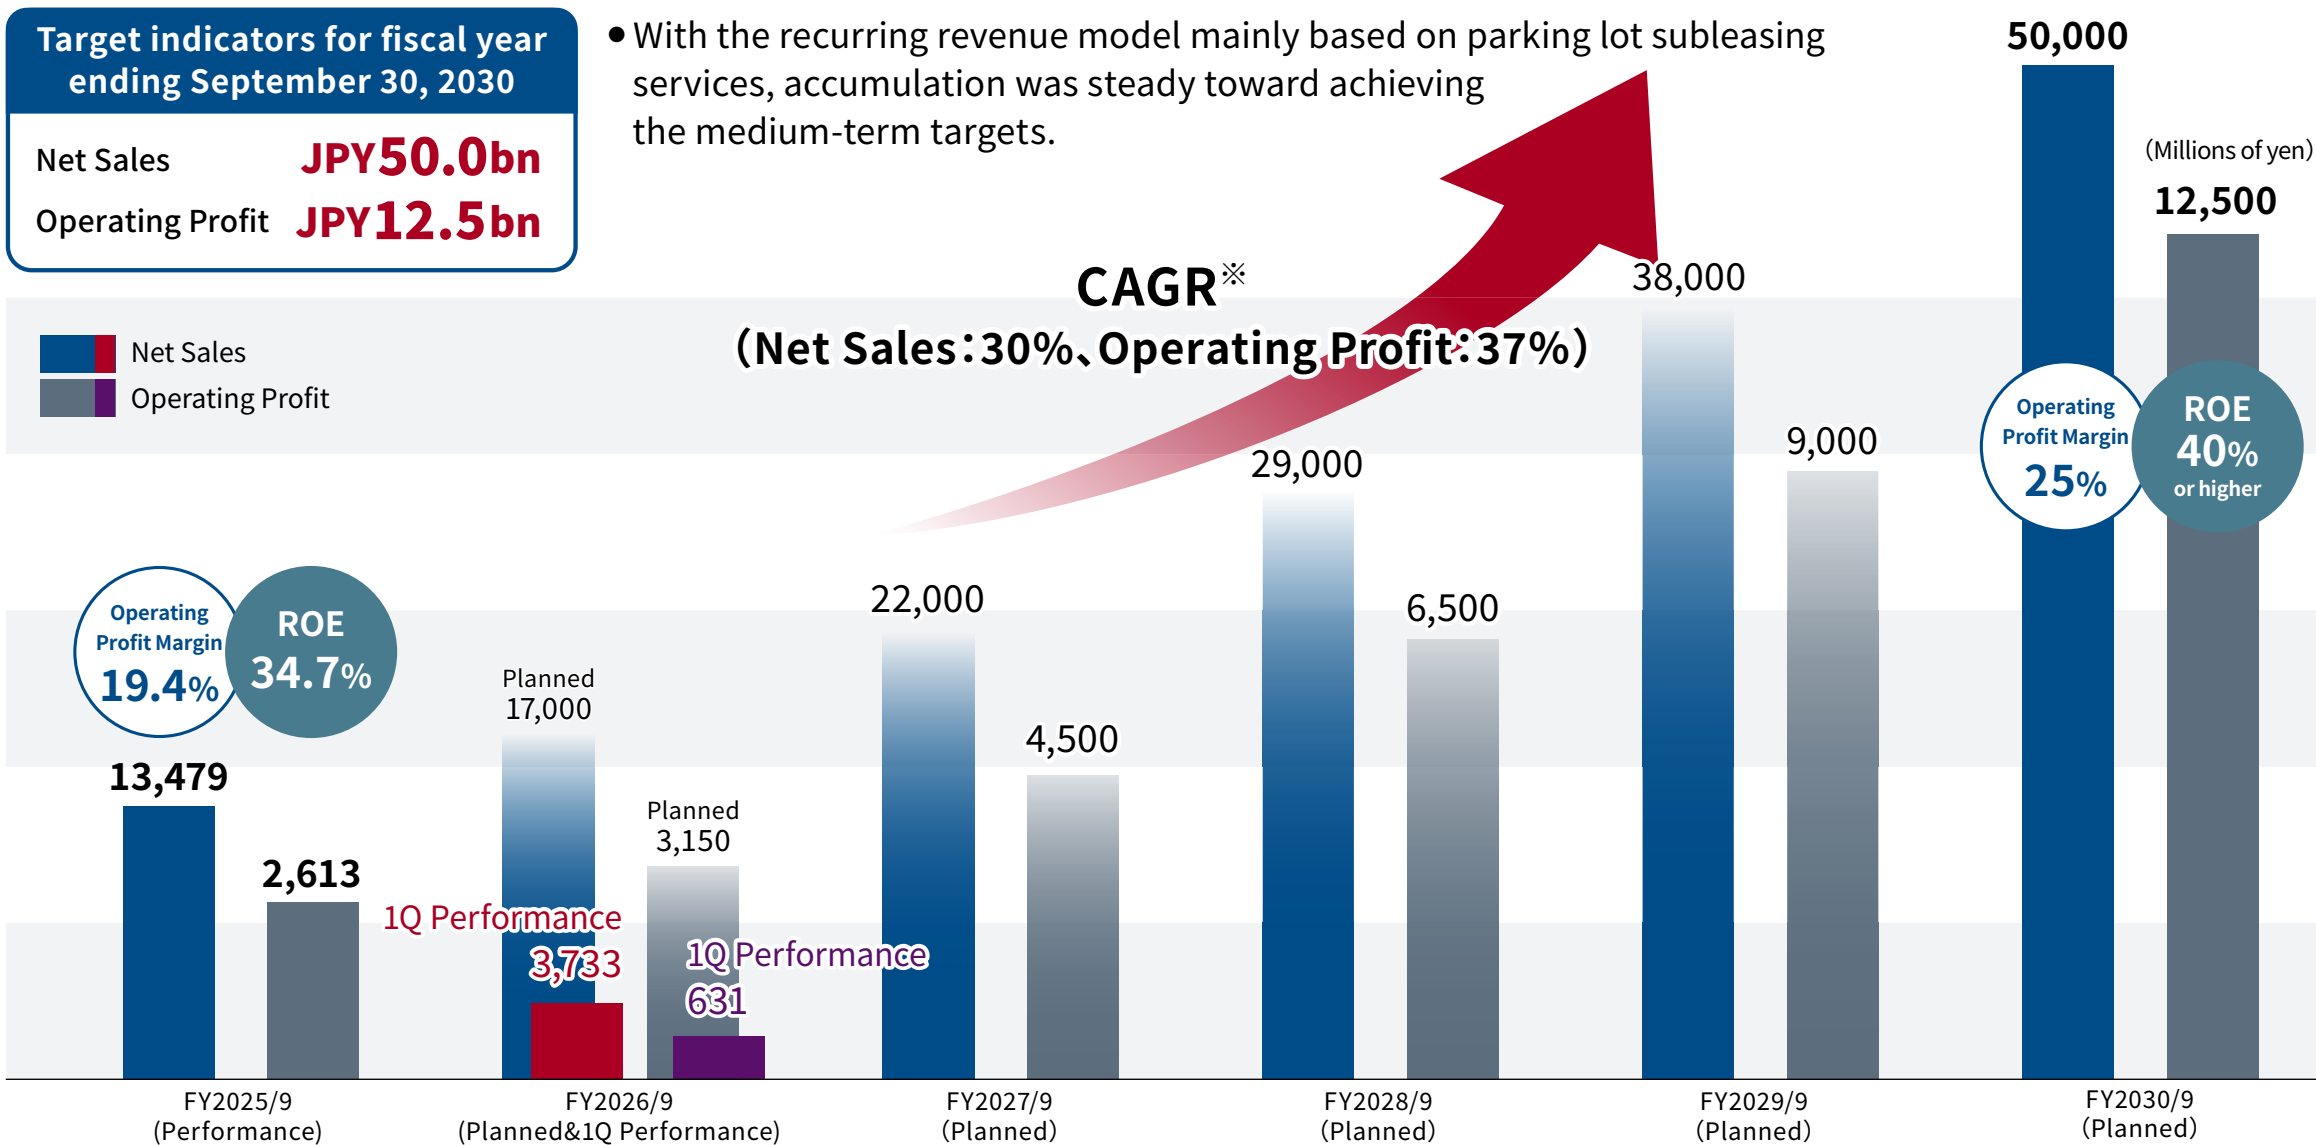 Target indicators for fiscal year
ending September 30, 2030
Net Sales JPY50.0bn
Operating Profit JPY12.5bn
●With the recurring revenue model mainly based on parking lot subleasing
services, accumulation was steady toward achieving
the medium-term targets.
(Millions of yen)
CAGR※
(Net Sales:30%、Operating Profit:37%)
Net Sales
Operating Profit
Operating
Profit Margin
19.4%
ROE
34.7%
13,479
2,613
Planned
17,000
Planned
3,150
1Q Performance
3,733
1Q Performance
631
22,000
4,500
29,000
6,500
38,000
9,000
50,000
12,500
Operating
Profit Margin
25%
ROE
40%
or higher
FY2025/9
(Performance)
FY2026/9
(Planned&1Q Performance)
FY2027/9
(Planned)
FY2028/9
(Planned)
FY2029/9
(Planned)
FY2030/9
(Planned)